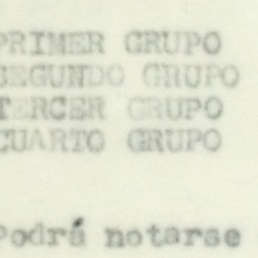 PRIMER GRUPO
SEGUNDO GRUPO
TERCER GRUPO
CUARTO GRUPO
Podrá notarse